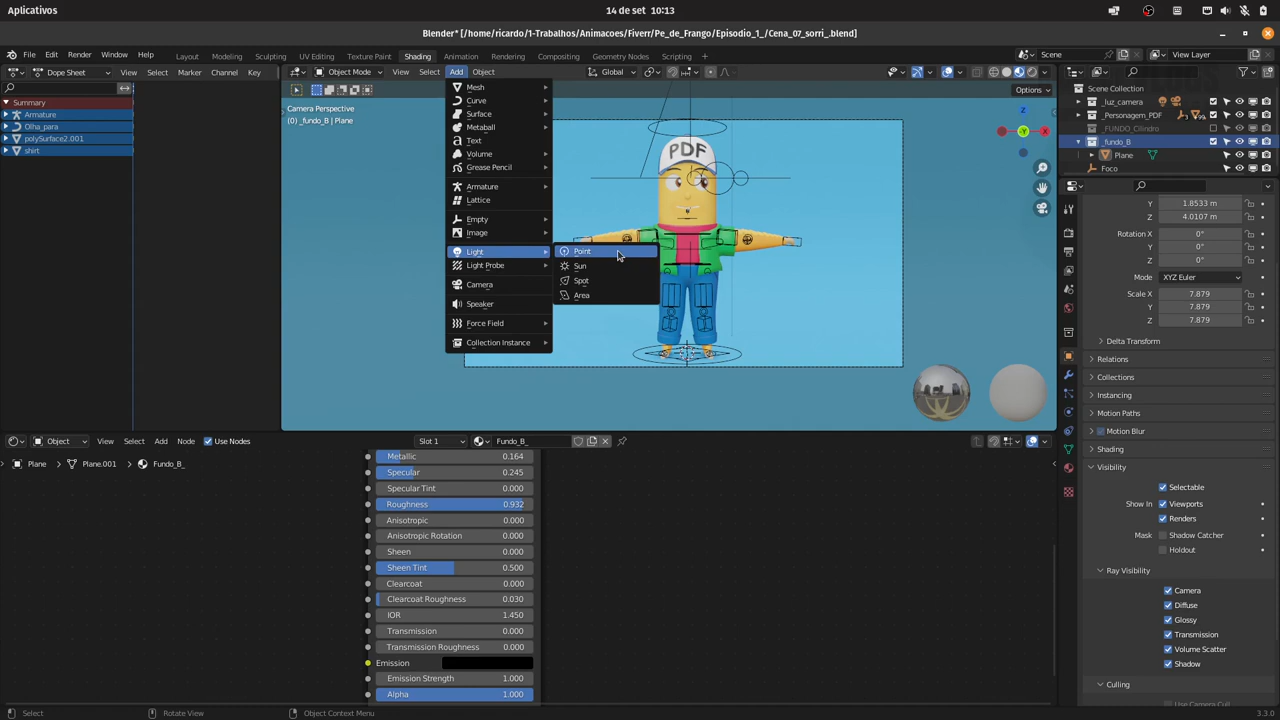 Aplicativos
14 de set  10:13
Blender* [/home/ricardo/1-Trabalhos/Animacoes/Fiverr/Pe_de_Frango/Episodio_1_/Cena_07_sorri_.blend]
File Edit Render Window Help Layout Modeling Sculpting UV Editing Texture Paint Shading Animation Rendering Compositing Geometry Nodes Scripting Scene View Layer
Dope Sheet View Select Marker Channel Key Object Mode View Select Add Object Global
Options
Summary
Armature
Olha_para
polySurface2.001
shirt
Camera Perspective
(0) _fundo_B | Plane
Mesh
Curve
Surface
Metaball
Text
Volume
Grease Pencil
Armature
Lattice
Empty
Image
Light
Light Probe
Camera
Speaker
Force Field
Collection Instance
Point
Sun
Spot
Area
PDF
Z
Y
X
Scene Collection
_luz_camera
_Personagem_PDF
_FUNDO_Cilindro
_fundo_B
Plane
Foco
Y 1.8533 m
Z 4.0107 m
Rotation X 0°
Y 0°
Z 0°
Mode XYZ Euler
Scale X 7.879
Y 7.879
Z 7.879
Delta Transform
Relations
Collections
Instancing
Motion Paths
Motion Blur
Shading
Visibility
Selectable
Show In Viewports
Renders
Mask Shadow Catcher
Holdout
Ray Visibility
Camera
Diffuse
Glossy
Transmission
Volume Scatter
Shadow
Culling
Use Camera Cull
Object View Select Add Node Use Nodes Slot 1 Fundo_B_
Plane Plane.001 Fundo_B_
Metallic 0.164
Specular 0.245
Specular Tint 0.000
Roughness 0.932
Anisotropic 0.000
Anisotropic Rotation 0.000
Sheen 0.000
Sheen Tint 0.500
Clearcoat 0.000
Clearcoat Roughness 0.030
IOR 1.450
Transmission 0.000
Transmission Roughness 0.000
Emission
Emission Strength 1.000
Alpha 1.000
Select Rotate View Object Context Menu 3.3.0